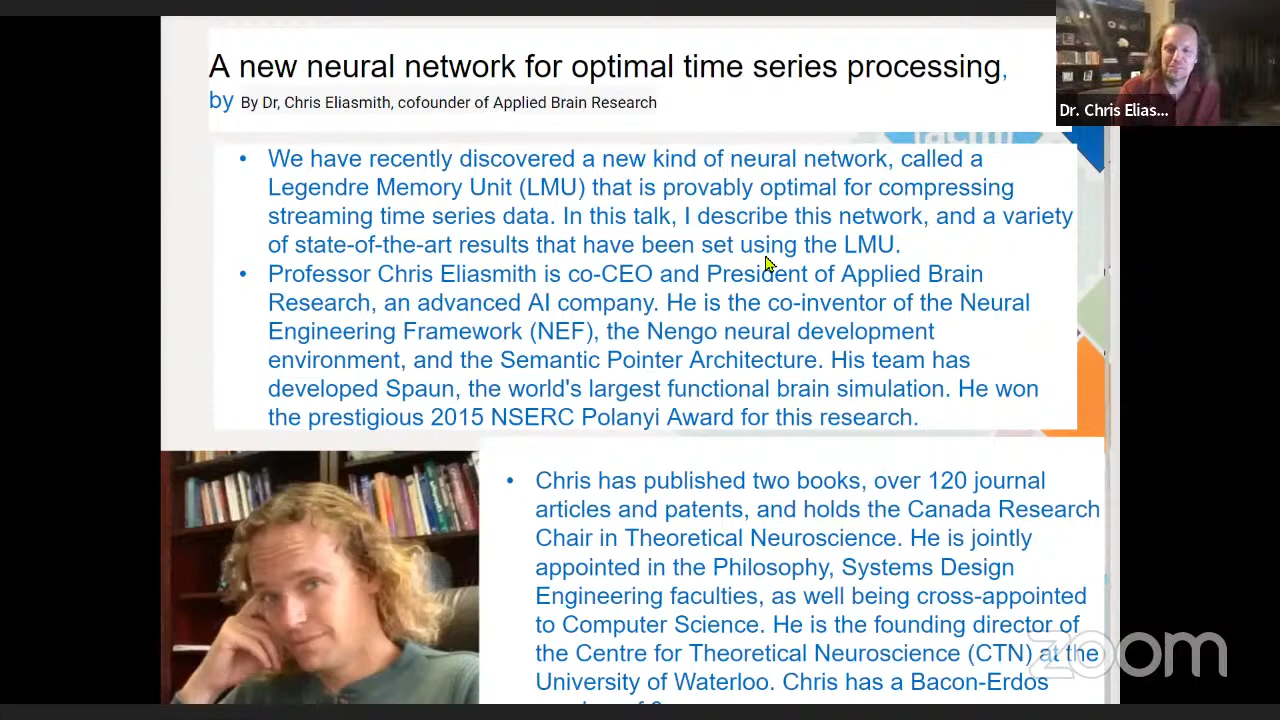 A new neural network for optimal time series processing,
by By Dr, Chris Eliasmith, cofounder of Applied Brain Research
Dr. Chris Elias...
• We have recently discovered a new kind of neural network, called a
Legendre Memory Unit (LMU) that is provably optimal for compressing
streaming time series data. In this talk, I describe this network, and a variety
of state-of-the-art results that have been set using the LMU.
• Professor Chris Eliasmith is co-CEO and President of Applied Brain
Research, an advanced AI company. He is the co-inventor of the Neural
Engineering Framework (NEF), the Nengo neural development
environment, and the Semantic Pointer Architecture. His team has
developed Spaun, the world's largest functional brain simulation. He won
the prestigious 2015 NSERC Polanyi Award for this research.
• Chris has published two books, over 120 journal
articles and patents, and holds the Canada Research
Chair in Theoretical Neuroscience. He is jointly
appointed in the Philosophy, Systems Design
Engineering faculties, as well being cross-appointed
to Computer Science. He is the founding director of
the Centre for Theoretical Neuroscience (CTN) at the
University of Waterloo. Chris has a Bacon-Erdos
zoom